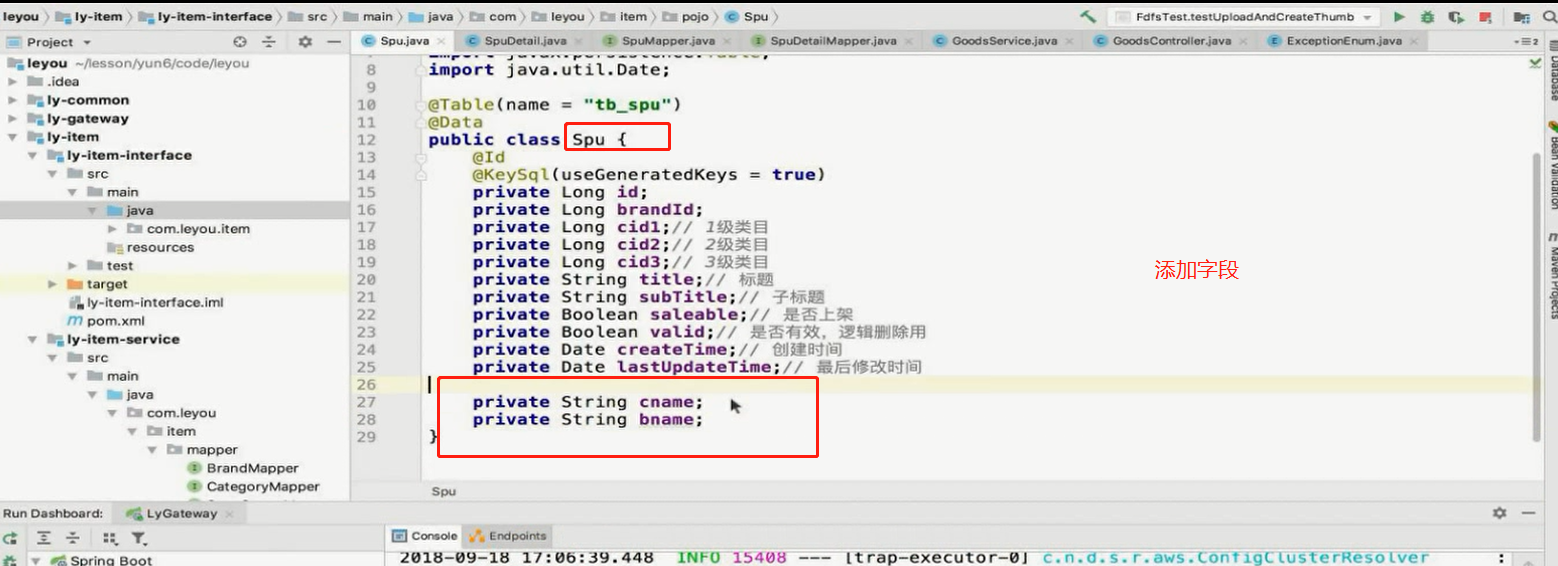 leyou ly-item ly-item-interface src main java com leyou item pojo Spu FdfsTest.testUploadAndCreateThumb
Project Spu.java SpuDetail.java SpuMapper.java SpuDetailMapper.java GoodsService.java GoodsController.java ExceptionEnum.java
leyou ~/lesson/yun6/code/leyou
.idea
ly-common
ly-gateway
ly-item
ly-item-interface
src
main
java
com.leyou.item
resources
test
target
ly-item-interface.iml
pom.xml
ly-item-service
src
main
java
com.leyou
item
mapper
BrandMapper
CategoryMapper
8 import java.util.Date;
9
10 @Table(name = "tb_spu")
11 @Data
12 public class Spu {
13 @Id
14 @KeySql(useGeneratedKeys = true)
15 private Long id;
16 private Long brandId;
17 private Long cid1;// 1级类目
18 private Long cid2;// 2级类目
19 private Long cid3;// 3级类目
20 private String title;// 标题
21 private String subTitle;// 子标题
22 private Boolean saleable;// 是否上架
23 private Boolean valid;// 是否有效，逻辑删除用
24 private Date createTime;// 创建时间
25 private Date lastUpdateTime;// 最后修改时间
26
27 private String cname;
28 private String bname;
29 }
添加字段
Spu
Database
Bean Validation
Maven Projects
Run Dashboard: LyGateway
Console Endpoints
Spring Boot
2018-09-18 17:06:39.448 INFO 15408 --- [trap-executor-0] c.n.d.s.r.aws.ConfigClusterResolver :